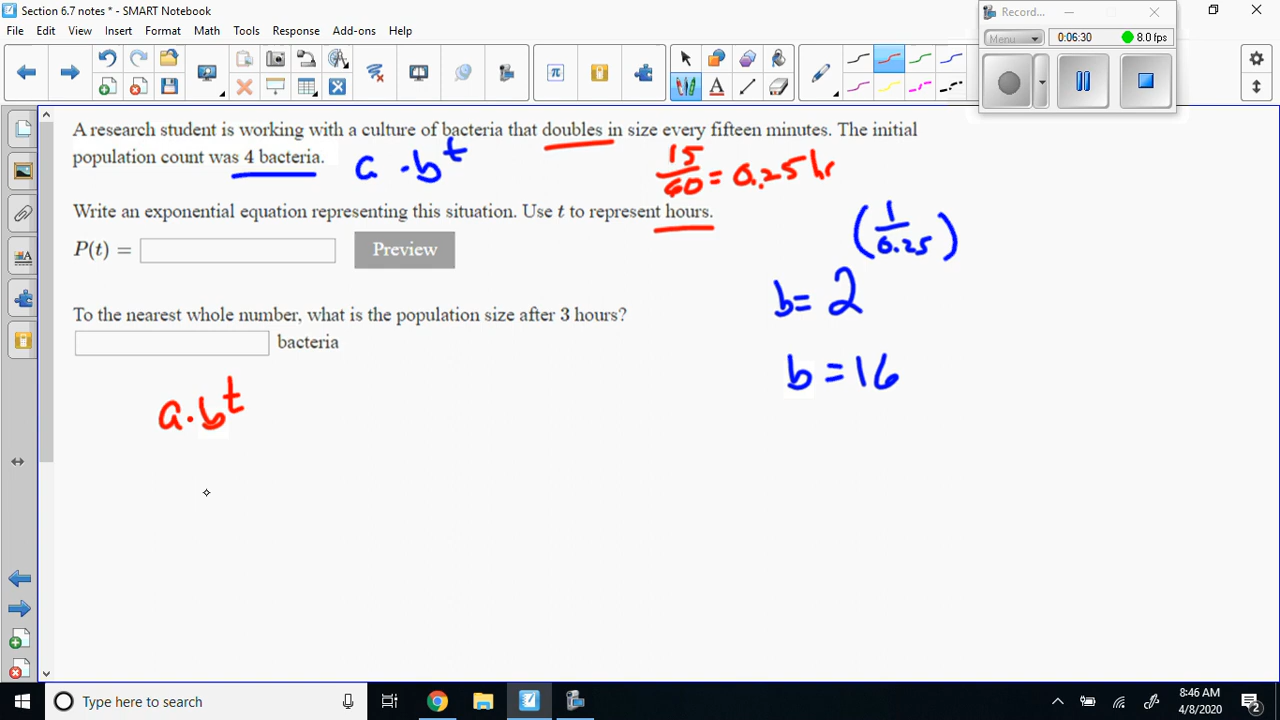 Section 6.7 notes * - SMART Notebook
Record...
File Edit View Insert Format Math Tools Response Add-ons Help
Menu 0:06:30 8.0 fps
A research student is working with a culture of bacteria that doubles in size every fifteen minutes. The initial
population count was 4 bacteria.
a · b^t
15/60 = 0.25 hr
Write an exponential equation representing this situation. Use t to represent hours.
P(t) =
Preview
b = 2^(1/0.25)
To the nearest whole number, what is the population size after 3 hours?
bacteria
b = 16
a · b^t
Type here to search
8:46 AM
4/8/2020
2